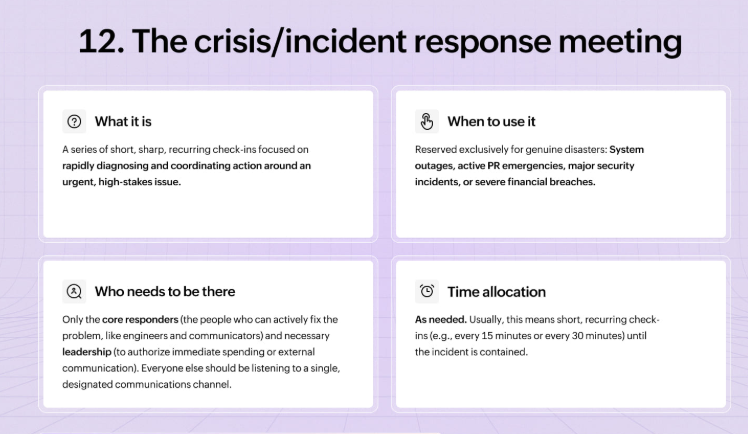 12. The crisis/incident response meeting
What it is
A series of short, sharp, recurring check-ins focused on
rapidly diagnosing and coordinating action around an
urgent, high-stakes issue.
When to use it
Reserved exclusively for genuine disasters: System
outages, active PR emergencies, major security
incidents, or severe financial breaches.
Who needs to be there
Only the core responders (the people who can actively fix the
problem, like engineers and communicators) and necessary
leadership (to authorize immediate spending or external
communication). Everyone else should be listening to a single,
designated communications channel.
Time allocation
As needed. Usually, this means short, recurring check-
ins (e.g., every 15 minutes or every 30 minutes) until
the incident is contained.